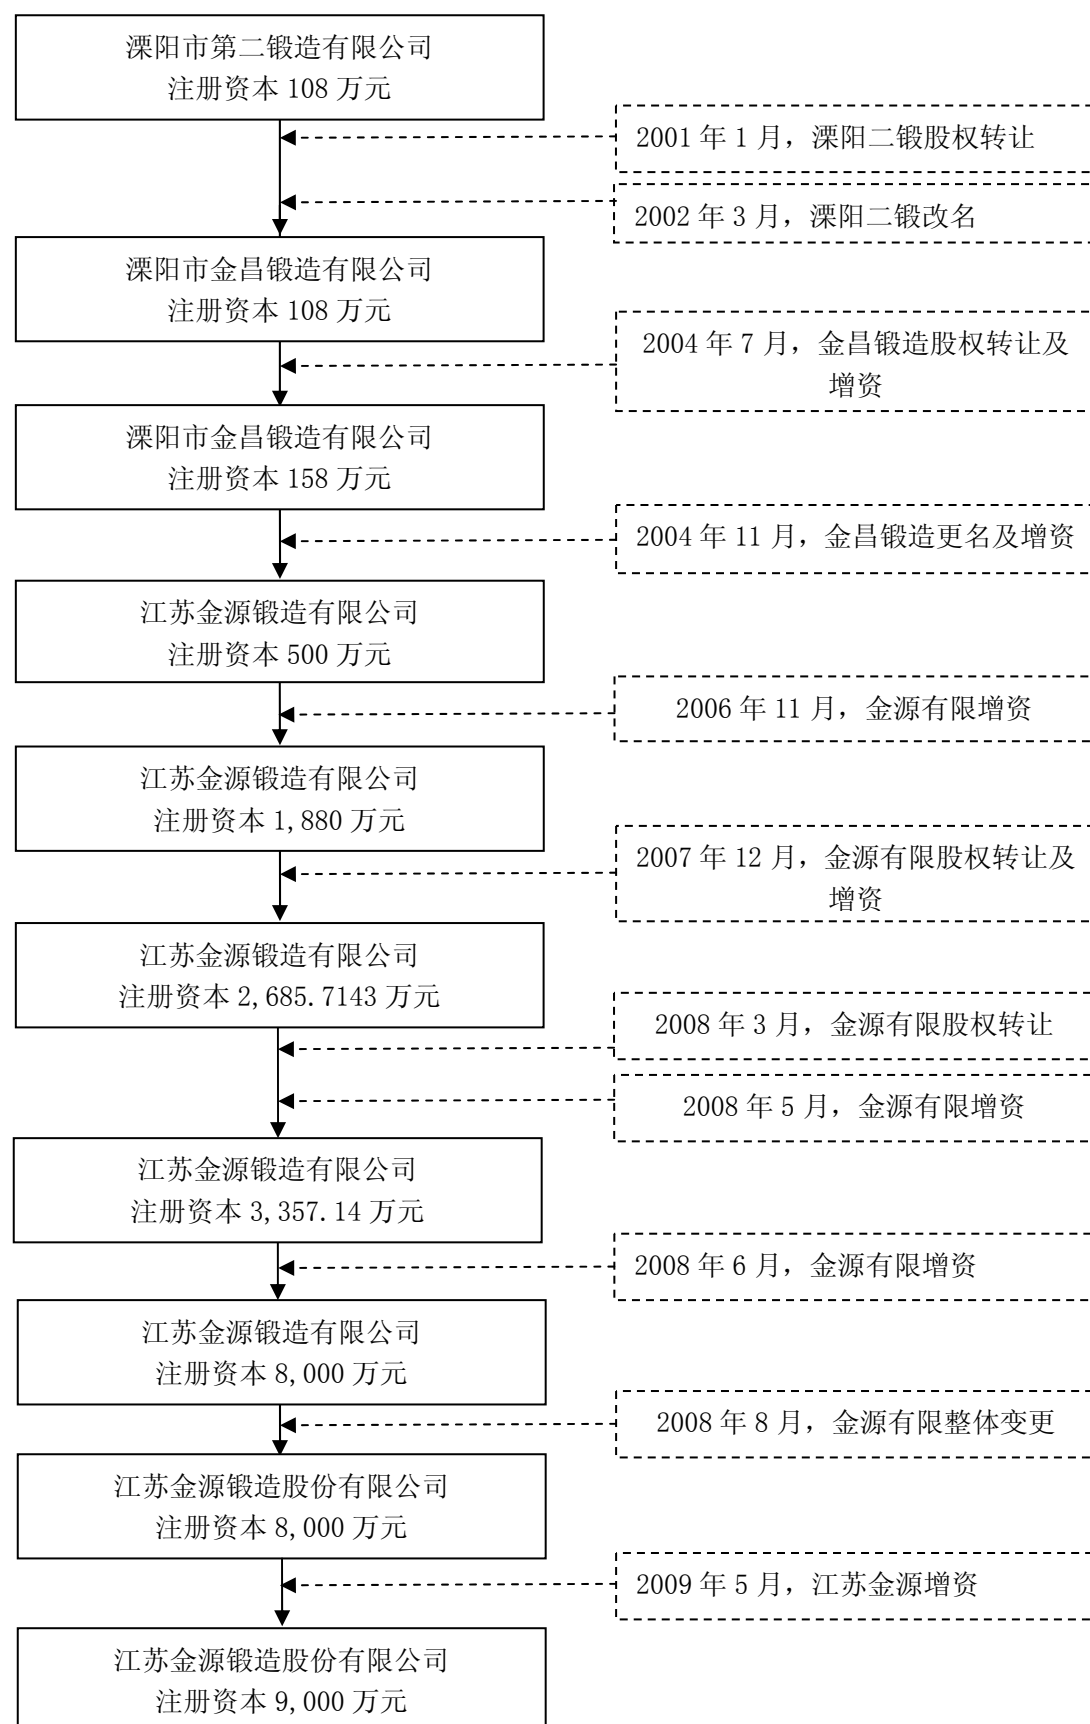 溧阳市第二锻造有限公司
注册资本 108 万元
2001 年 1 月，溧阳二锻股权转让
2002 年 3 月，溧阳二锻改名
溧阳市金昌锻造有限公司
注册资本 108 万元
2004 年 7 月，金昌锻造股权转让及
增资
溧阳市金昌锻造有限公司
注册资本 158 万元
2004 年 11 月，金昌锻造更名及增资
江苏金源锻造有限公司
注册资本 500 万元
2006 年 11 月，金源有限增资
江苏金源锻造有限公司
注册资本 1,880 万元
2007 年 12 月，金源有限股权转让及
增资
江苏金源锻造有限公司
注册资本 2,685.7143 万元
2008 年 3 月，金源有限股权转让
2008 年 5 月，金源有限增资
江苏金源锻造有限公司
注册资本 3,357.14 万元
2008 年 6 月，金源有限增资
江苏金源锻造有限公司
注册资本 8,000 万元
2008 年 8 月，金源有限整体变更
江苏金源锻造股份有限公司
注册资本 8,000 万元
2009 年 5 月，江苏金源增资
江苏金源锻造股份有限公司
注册资本 9,000 万元